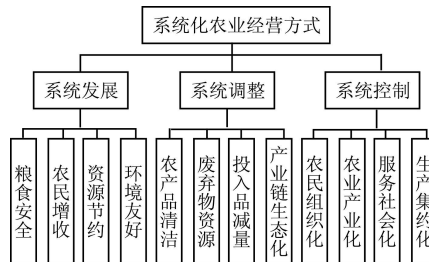 系统化农业经营方式
系统发展
系统调整
系统控制
粮食安全
农民增收
资源节约
环境友好
农产品清洁
废弃物资源
投入品减量
产业链生态化
农民组织化
农业产业化
服务社会化
生产集约化